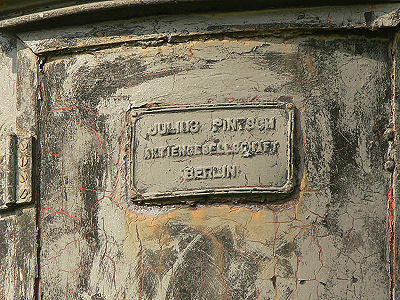 JULIUS PINTSCH
AKTIENGESELLSCHAFT
BERLIN